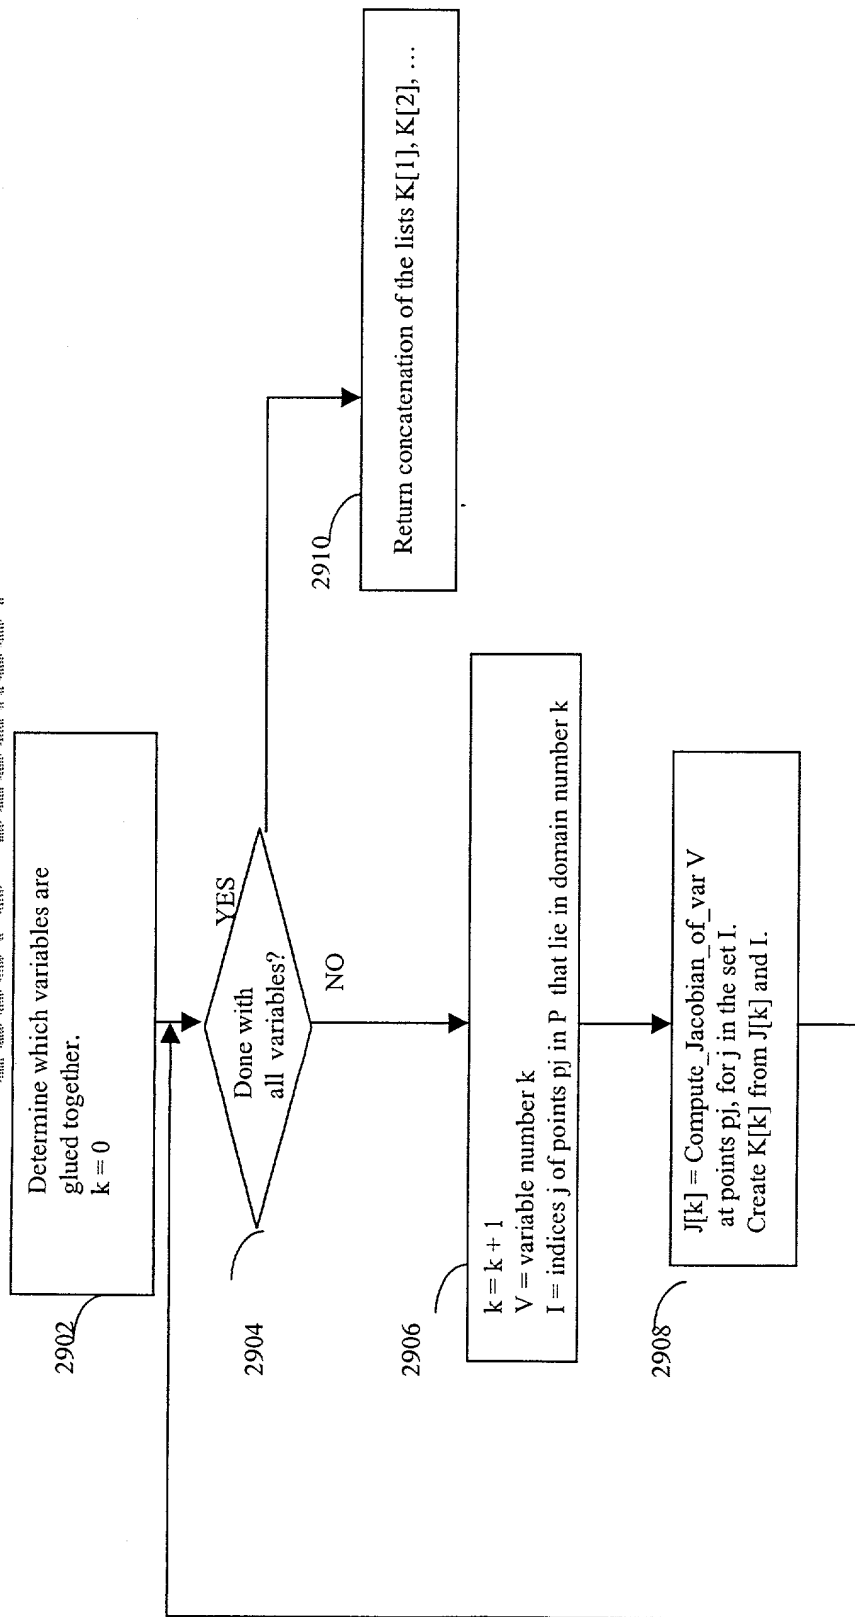 2902
Determine which variables are
glued together.
k = 0
2904
Done with
all variables?
YES
NO
2910
Return concatenation of the lists K[1], K[2], …
2906
k = k + 1
V = variable number k
I = indices j of points pj in P that lie in domain number k
2908
J[k] = Compute_Jacobian_of_var V
at points pj, for j in the set I.
Create K[k] from J[k] and I.